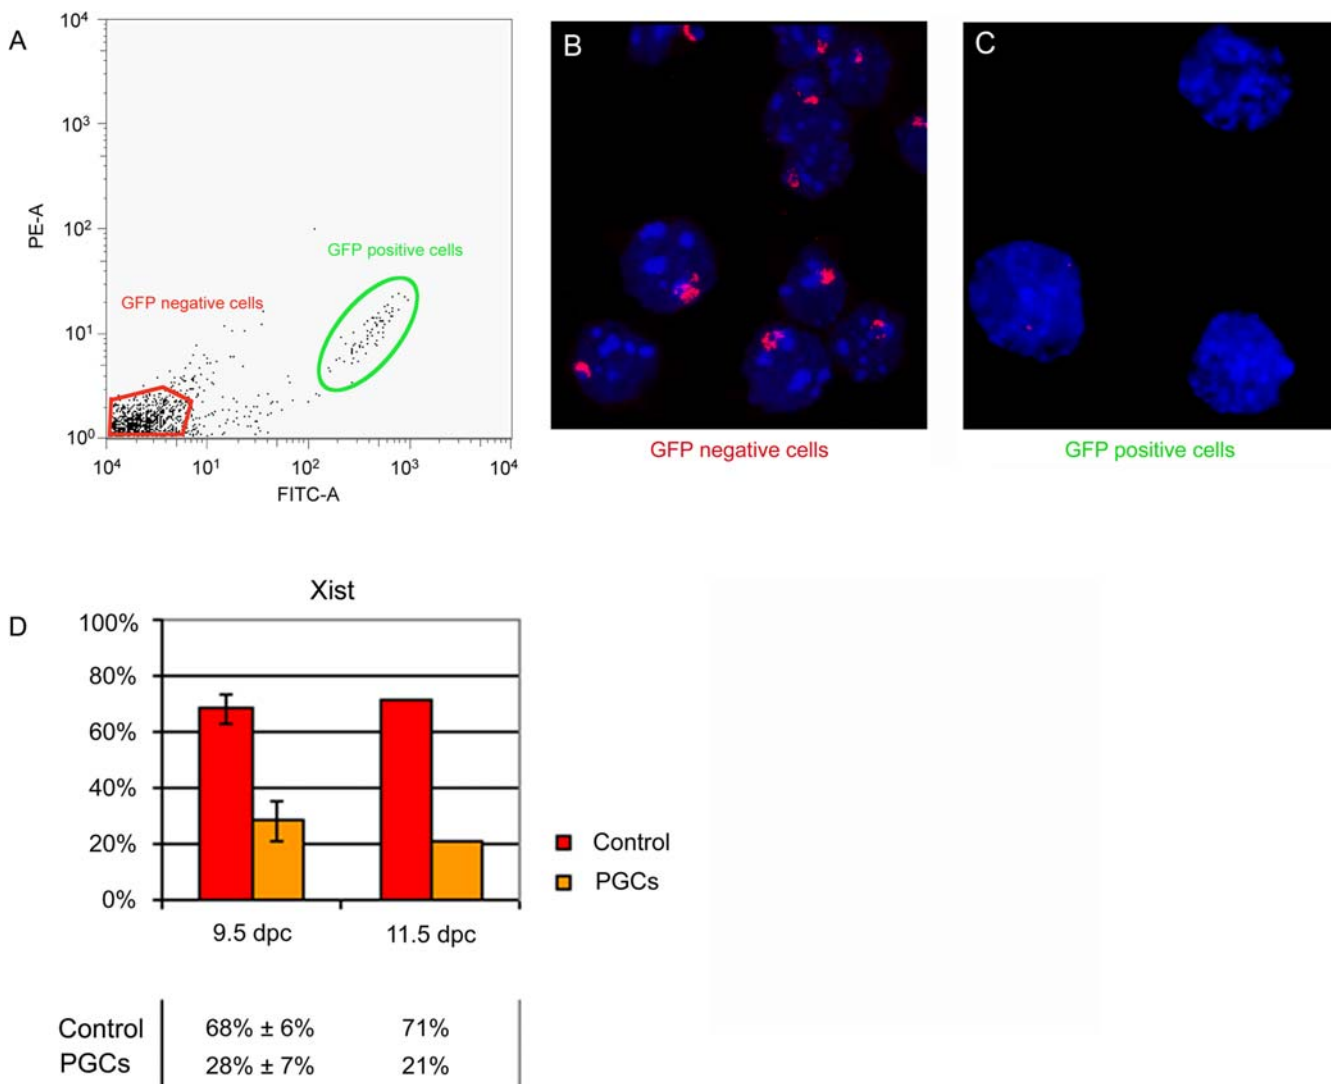 A
10⁴
10³
10²
10¹
10⁰
PE-A
GFP positive cells
GFP negative cells
10⁴ 10¹ 10² 10³ 10⁴
FITC-A
B
GFP negative cells
C
GFP positive cells
D
Xist
100%
80%
60%
40%
20%
0%
9.5 dpc 11.5 dpc
Control
PGCs
Control 68% ± 6% 71%
PGCs 28% ± 7% 21%